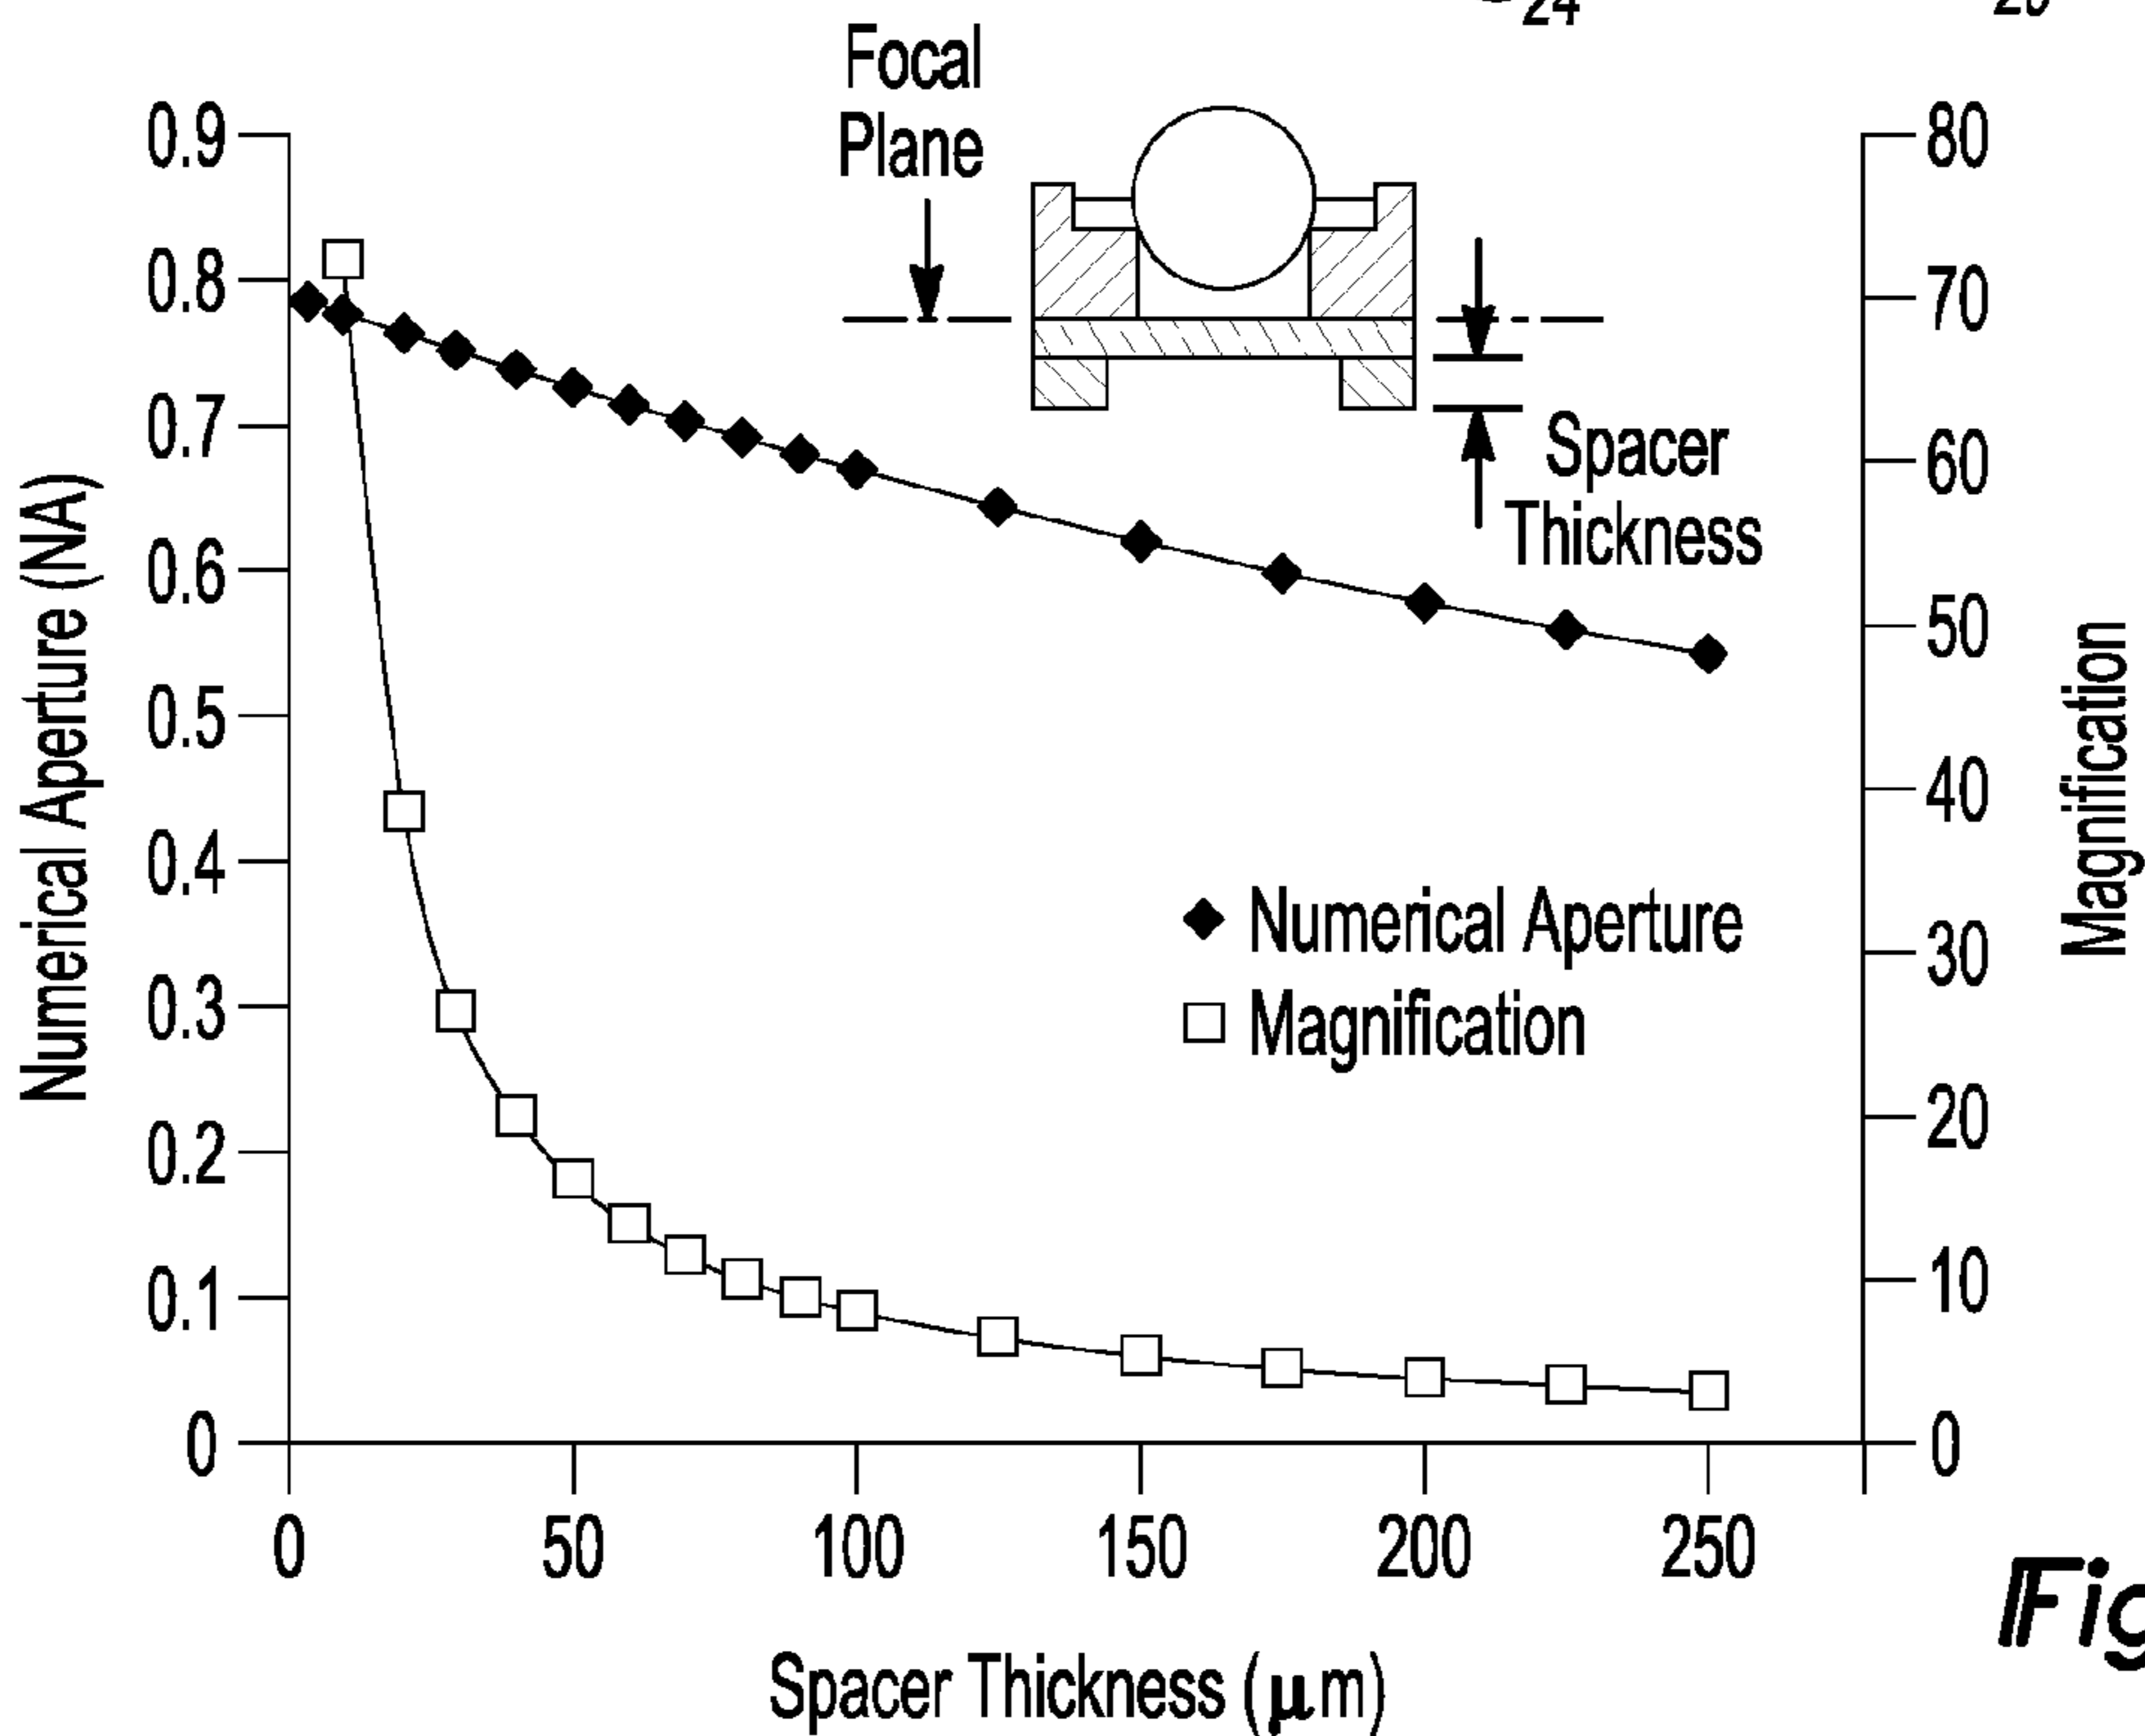 24
Focal
Plane
0.9
0.8
0.7
0.6
0.5
0.4
0.3
0.2
0.1
0
Numerical Aperture (NA)
Spacer
Thickness
Numerical Aperture
Magnification
80
70
60
50
40
30
20
10
0
Magnification
0 50 100 150 200 250
Spacer Thickness (μm)
Fig